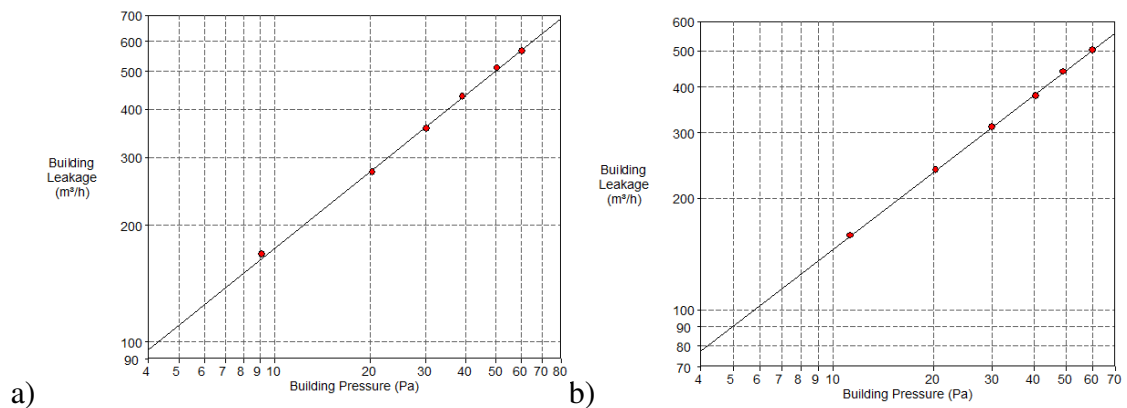 700
600
500
400
300
200
100
90
Building
Leakage
(m³/h)
4 5 6 7 8 9 10 20 30 40 50 60 70 80
Building Pressure (Pa)
a)
600
500
400
300
200
100
90
80
70
Building
Leakage
(m³/h)
4 5 6 7 8 9 10 20 30 40 50 60 70
Building Pressure (Pa)
b)